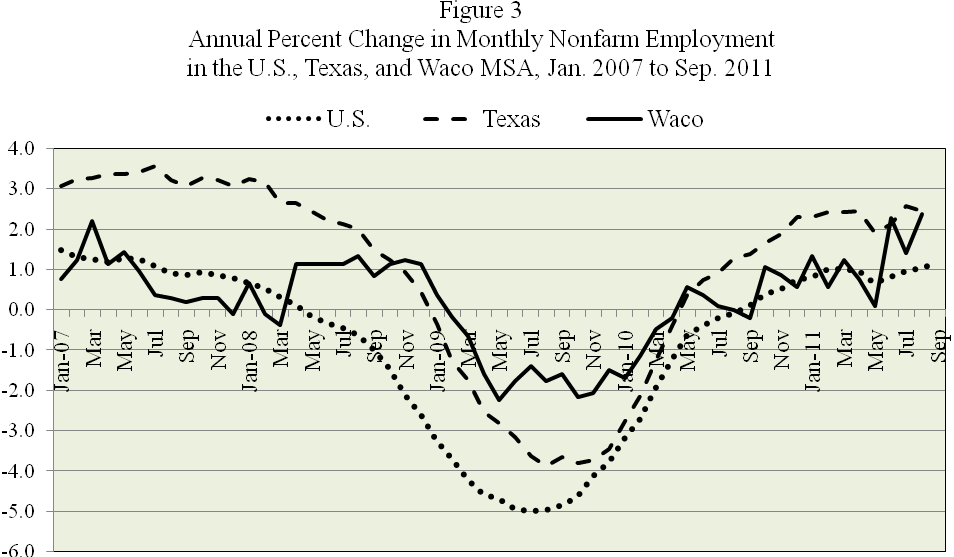 Figure 3
Annual Percent Change in Monthly Nonfarm Employment
in the U.S., Texas, and Waco MSA, Jan. 2007 to Sep. 2011
U.S. Texas Waco
4.0
3.0
2.0
1.0
0.0
-1.0
-2.0
-3.0
-4.0
-5.0
-6.0
Jan-07 Mar May Jul Sep Nov Jan-08 Mar May Jul Sep Nov Jan-09 Mar May Jul Sep Nov Jan-10 Mar May Jul Sep Nov Jan-11 Mar May Jul Sep